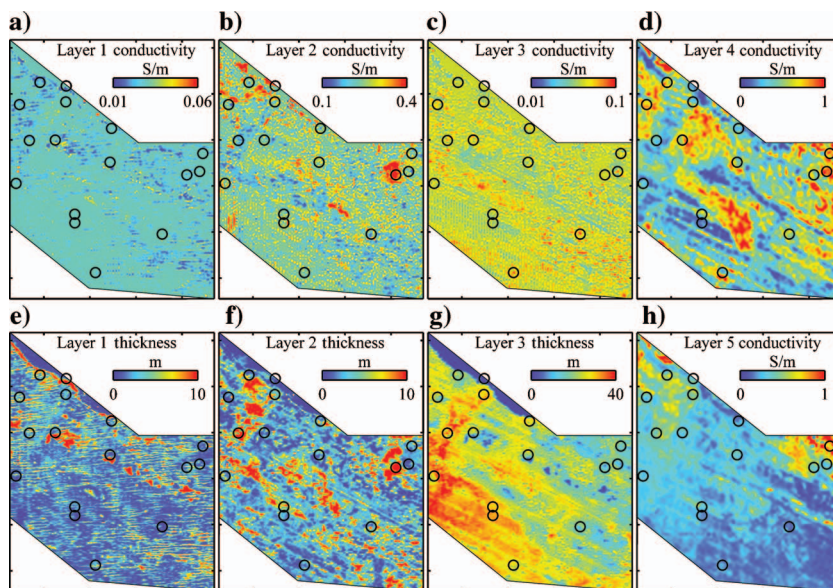 a) b) c) d)
Layer 1 conductivity Layer 2 conductivity Layer 3 conductivity Layer 4 conductivity
S/m S/m S/m S/m
0.01 0.06 0.1 0.4 0.01 0.1 0 1
e) f) g) h)
Layer 1 thickness Layer 2 thickness Layer 3 thickness Layer 5 conductivity
m m m S/m
0 10 0 10 0 40 0 1